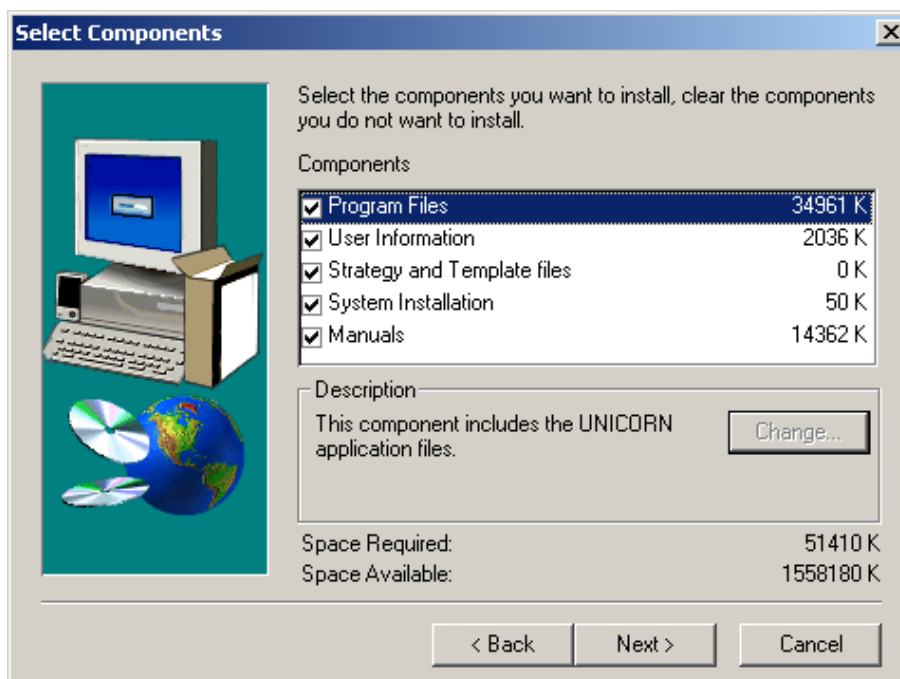 Select Components
Select the components you want to install, clear the components
you do not want to install.
Components
Program Files 34961 K
User Information 2036 K
Strategy and Template files 0 K
System Installation 50 K
Manuals 14362 K
Description
This component includes the UNICORN
application files.
Change...
Space Required: 51410 K
Space Available: 1558180 K
< Back Next > Cancel